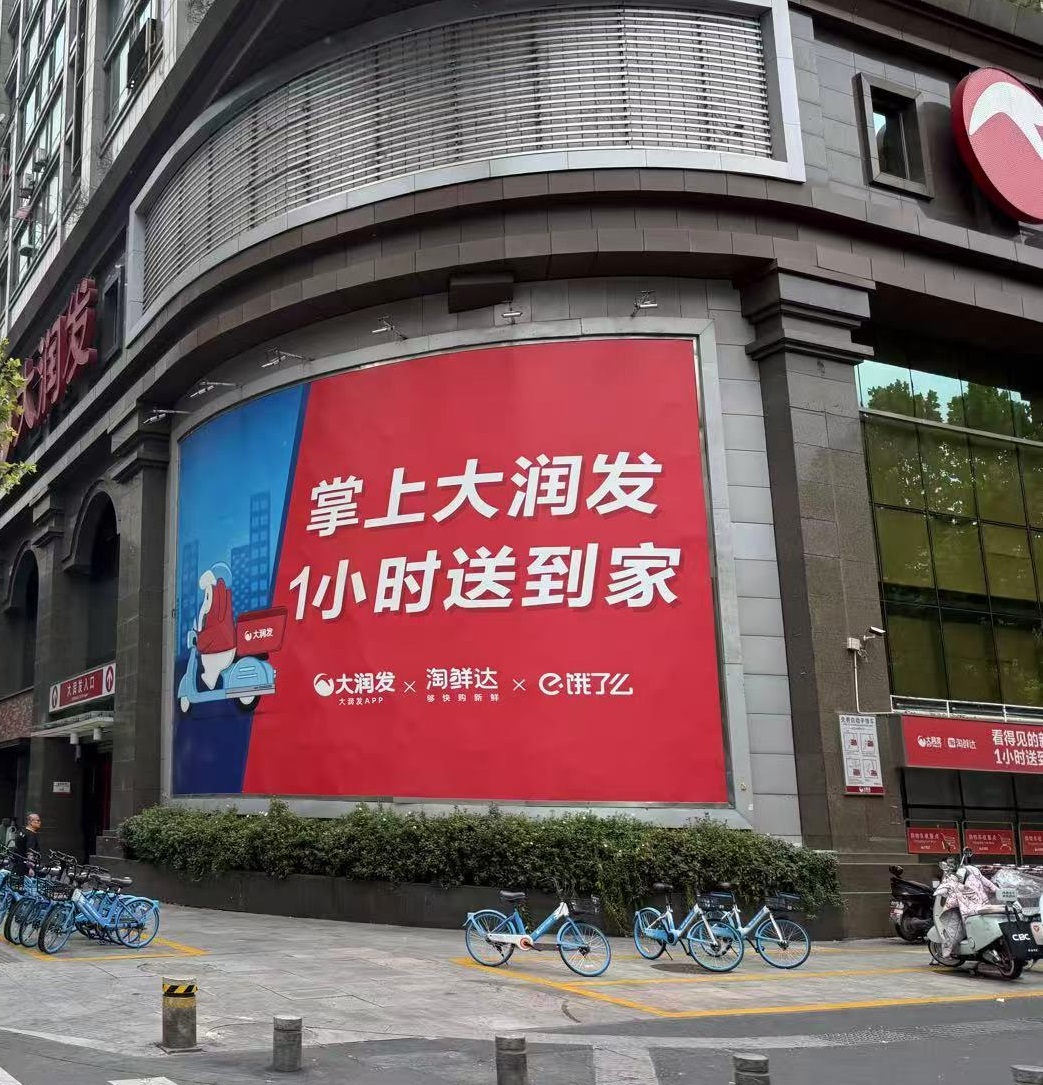 大润发
掌上大润发
1小时送到家
大润发
大润发 × 淘鲜达 × 饿了么
大润发APP
够快购新鲜
大润发入口
大润发 淘鲜达
看得见的新
1小时送到
CBC